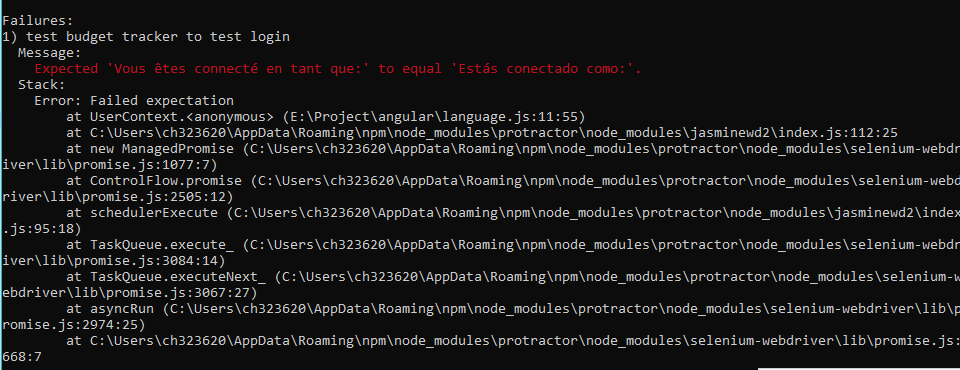 Failures:
1) test budget tracker to test login
Message:
Expected 'Vous êtes connecté en tant que:' to equal 'Estás conectado como:'.
Stack:
Error: Failed expectation
at UserContext.<anonymous> (E:\Project\angular\language.js:11:55)
at C:\Users\ch323620\AppData\Roaming\npm\node_modules\protractor\node_modules\jasminewd2\index.js:112:25
at new ManagedPromise (C:\Users\ch323620\AppData\Roaming\npm\node_modules\protractor\node_modules\selenium-webd
river\lib\promise.js:1077:7)
at ControlFlow.promise (C:\Users\ch323620\AppData\Roaming\npm\node_modules\protractor\node_modules\selenium-webd
river\lib\promise.js:2505:12)
at schedulerExecute (C:\Users\ch323620\AppData\Roaming\npm\node_modules\protractor\node_modules\jasminewd2\index
.js:95:18)
at TaskQueue.execute_ (C:\Users\ch323620\AppData\Roaming\npm\node_modules\protractor\node_modules\selenium-webdr
iver\lib\promise.js:3084:14)
at TaskQueue.executeNext_ (C:\Users\ch323620\AppData\Roaming\npm\node_modules\protractor\node_modules\selenium-w
ebdriver\lib\promise.js:3067:27)
at asyncRun (C:\Users\ch323620\AppData\Roaming\npm\node_modules\protractor\node_modules\selenium-webdriver\lib\p
romise.js:2974:25)
at C:\Users\ch323620\AppData\Roaming\npm\node_modules\protractor\node_modules\selenium-webdriver\lib\promise.js:
668:7